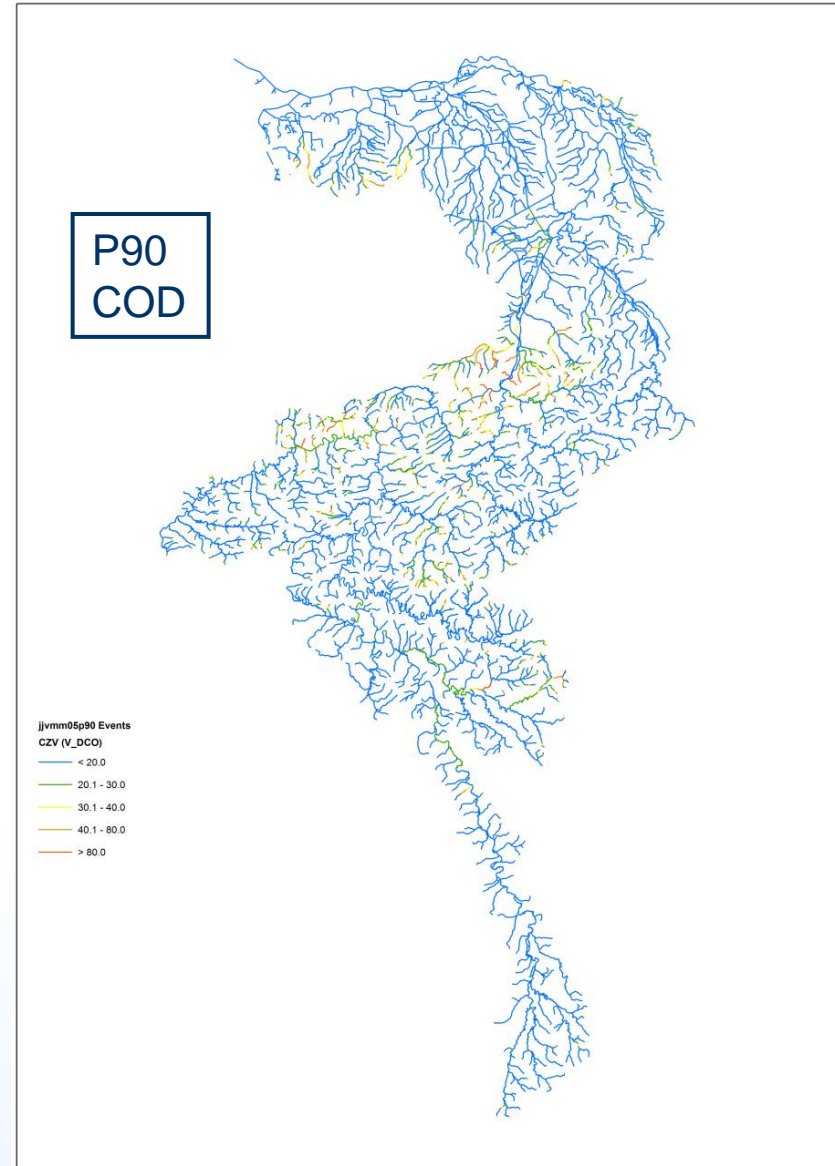 P90
COD
jjvmm05p90 Events
CZV (V_DCO)
< 20.0
20.1 - 30.0
30.1 - 40.0
40.1 - 80.0
> 80.0